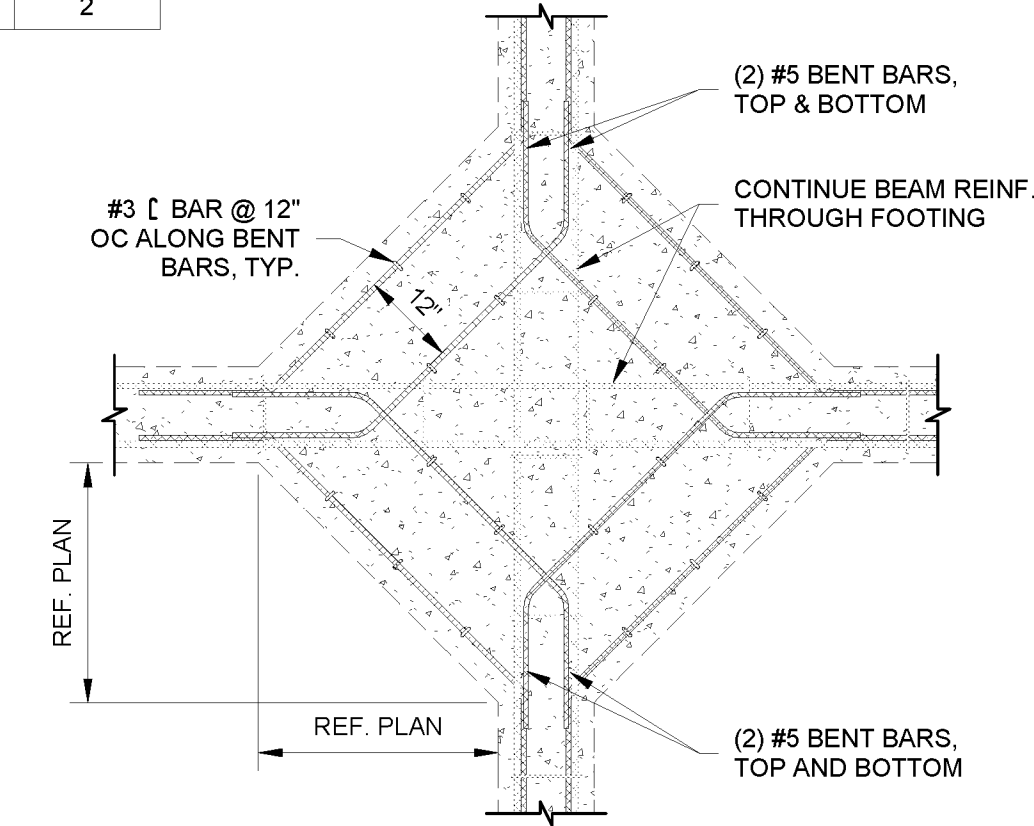 2
(2) #5 BENT BARS,
TOP & BOTTOM
CONTINUE BEAM REINF.
THROUGH FOOTING
#3 [ BAR @ 12"
OC ALONG BENT
BARS, TYP.
12"
REF. PLAN
REF. PLAN
(2) #5 BENT BARS,
TOP AND BOTTOM